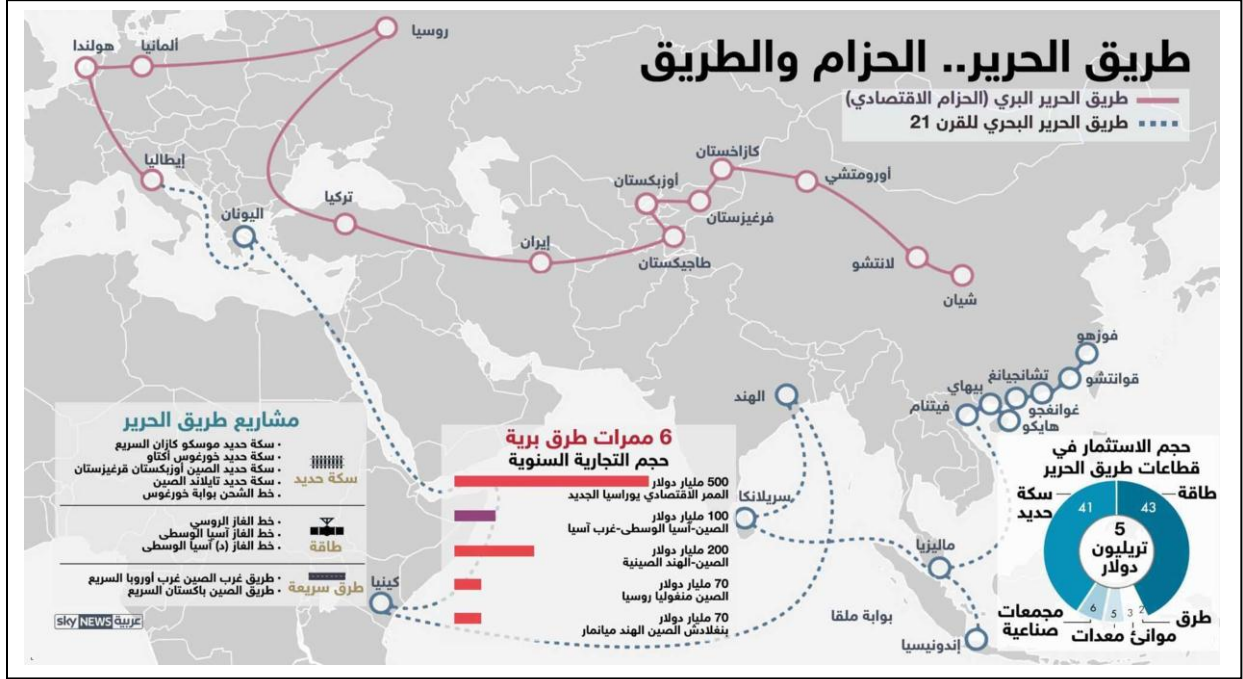 طريق الحرير.. الحزام والطريق
طريق الحرير البري (الحزام الاقتصادي)
طريق الحرير البحري للقرن 21
روسيا
ألمانيا
هولندا
إيطاليا
اليونان
تركيا
إيران
كازاخستان
أوزبكستان
فرغيزستان
طاجيكستان
أورومتشي
لانتشو
شيان
فوزهو
قوانتشو
تشانجيانغ
غوانغجو
بيهاي
هايكو
فيتنام
الهند
سريلانكا
ماليزيا
بوابة ملقا
إندونيسيا
كينيا
حجم الاستثمار في
قطاعات طريق الحرير
طاقة
سكة
حديد
43
41
5
تريليون
دولار
6
5
3
2
طرق
موانئ
معدات
مجمعات
صناعية
6 ممرات طرق برية
حجم التجارية السنوية
500 مليار دولار
الممر الاقتصادي يوراسيا الجديد
100 مليار دولار
الصين-آسيا الوسطى-غرب آسيا
200 مليار دولار
الصين-الهند الصينية
70 مليار دولار
الصين منغوليا روسيا
70 مليار دولار
بنغلادش الصين الهند ميانمار
مشاريع طريق الحرير
سكة حديد
• سكة حديد موسكو كازان السريع
• سكة حديد خورغوس أكتاو
• سكة حديد الصين أوزبكستان قرغيزستان
• سكة حديد تايلاند الصين
• خط الشحن بوابة خورغوس
طاقة
• خط الغاز الروسي
• خط الغاز آسيا الوسطى
• خط الغاز (د) آسيا الوسطى
طرق سريعة
• طريق غرب الصين غرب أوروبا السريع
• طريق الصين باكستان السريع
sky NEWS عربية